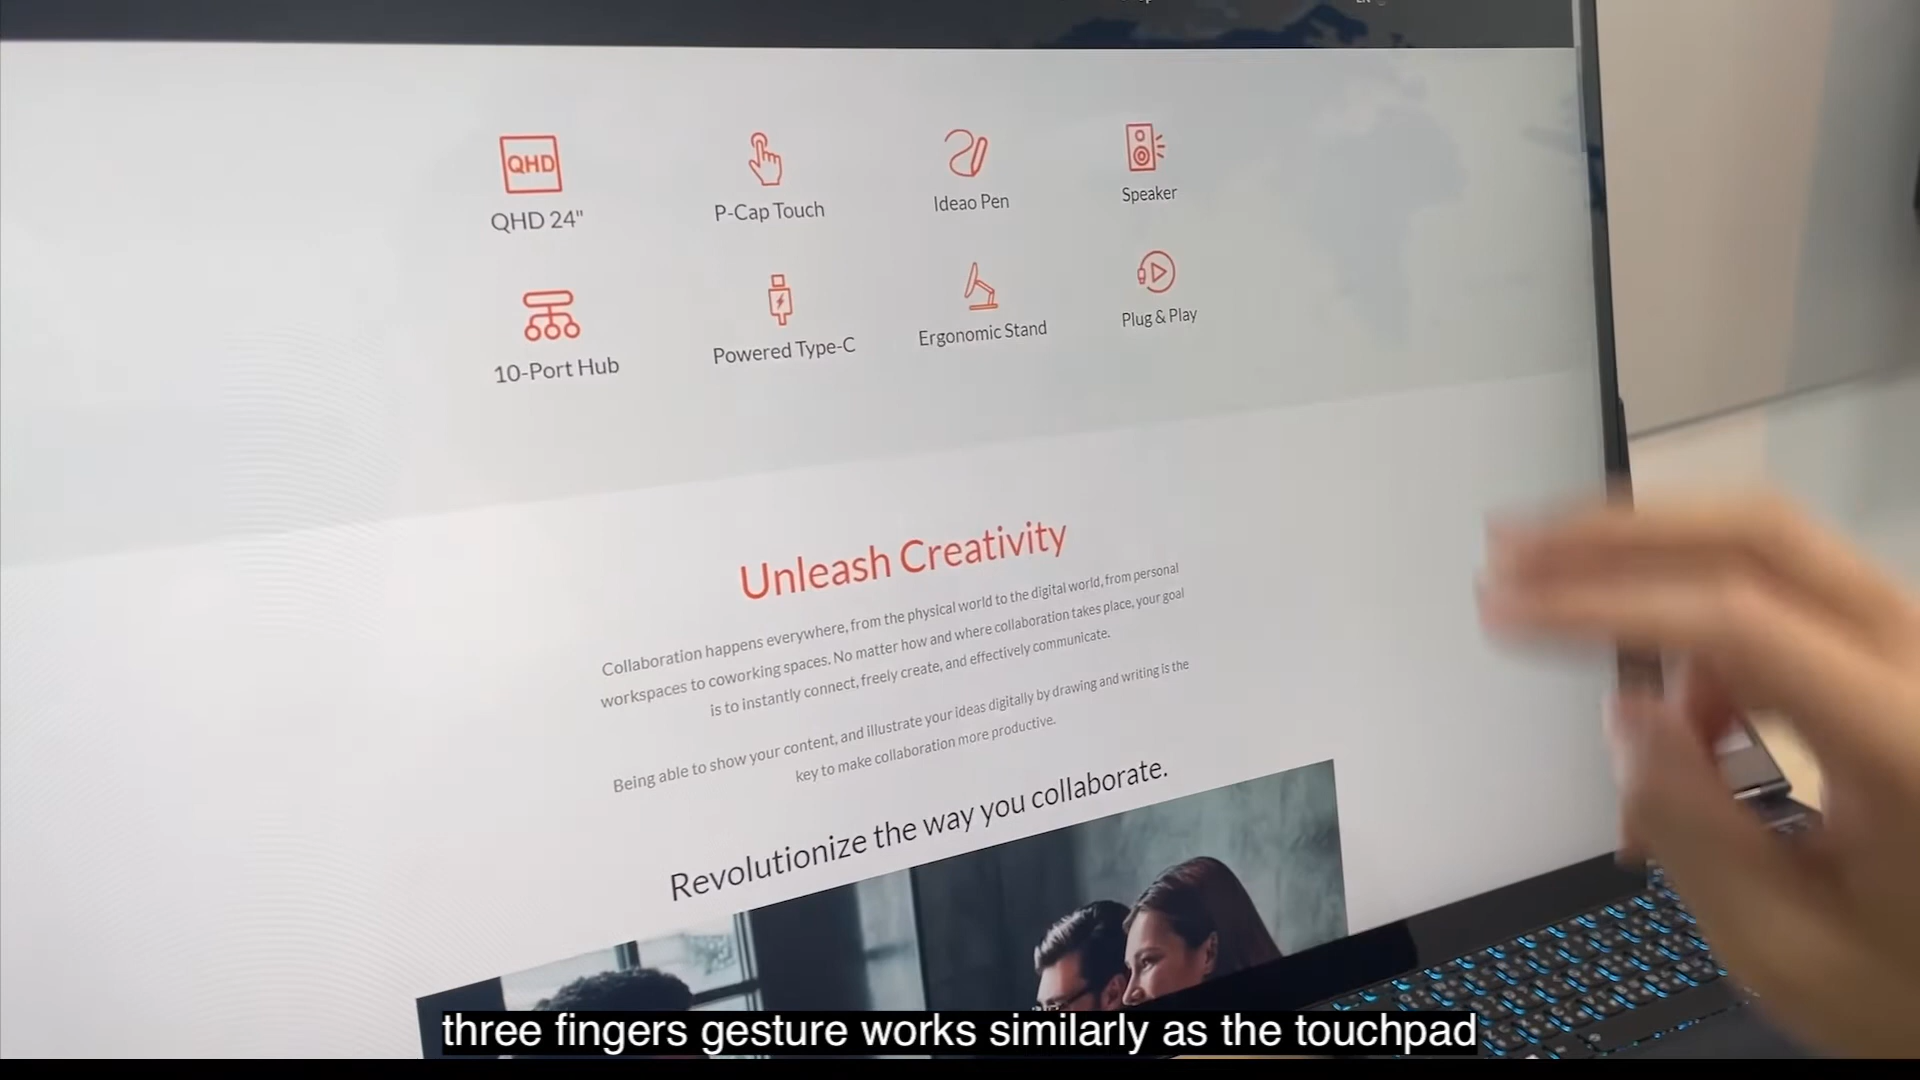 QHD
QHD 24"
P-Cap Touch
Ideao Pen
Speaker
10-Port Hub
Powered Type-C
Ergonomic Stand
Plug & Play
Unleash Creativity
Collaboration happens everywhere, from the physical world to the digital world, from personal
workspaces to coworking spaces. No matter how and where collaboration takes place, your goal
is to instantly connect, freely create, and effectively communicate.
Being able to show your content, and illustrate your ideas digitally by drawing and writing is the
key to make collaboration more productive.
Revolutionize the way you collaborate.
three fingers gesture works similarly as the touchpad